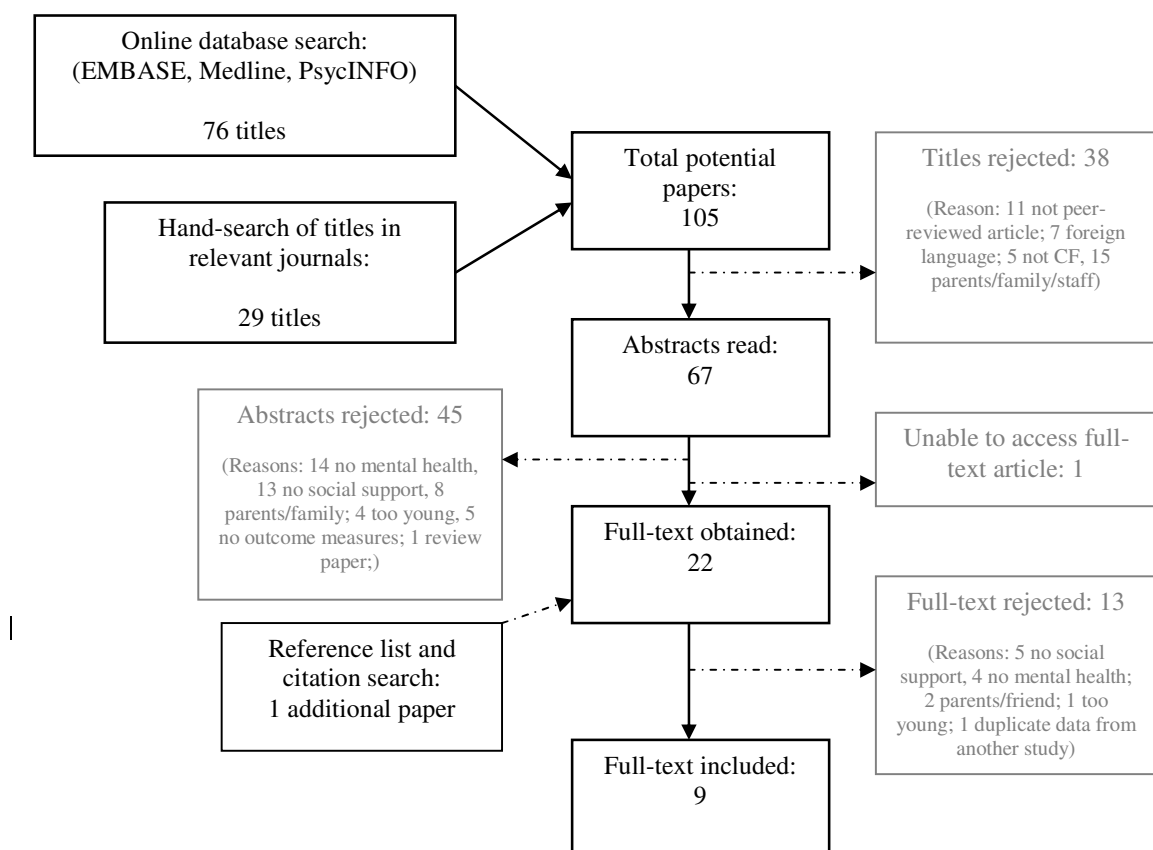 Online database search:
(EMBASE, Medline, PsycINFO)
76 titles
Hand-search of titles in
relevant journals:
29 titles
Total potential
papers:
105
Titles rejected: 38
(Reason: 11 not peer-
reviewed article; 7 foreign
language; 5 not CF, 15
parents/family/staff)
Abstracts read:
67
Abstracts rejected: 45
(Reasons: 14 no mental health,
13 no social support, 8
parents/family; 4 too young, 5
no outcome measures; 1 review
paper;)
Unable to access full-
text article: 1
Full-text obtained:
22
Reference list and
citation search:
1 additional paper
Full-text rejected: 13
(Reasons: 5 no social
support, 4 no mental health;
2 parents/friend; 1 too
young; 1 duplicate data from
another study)
Full-text included:
9